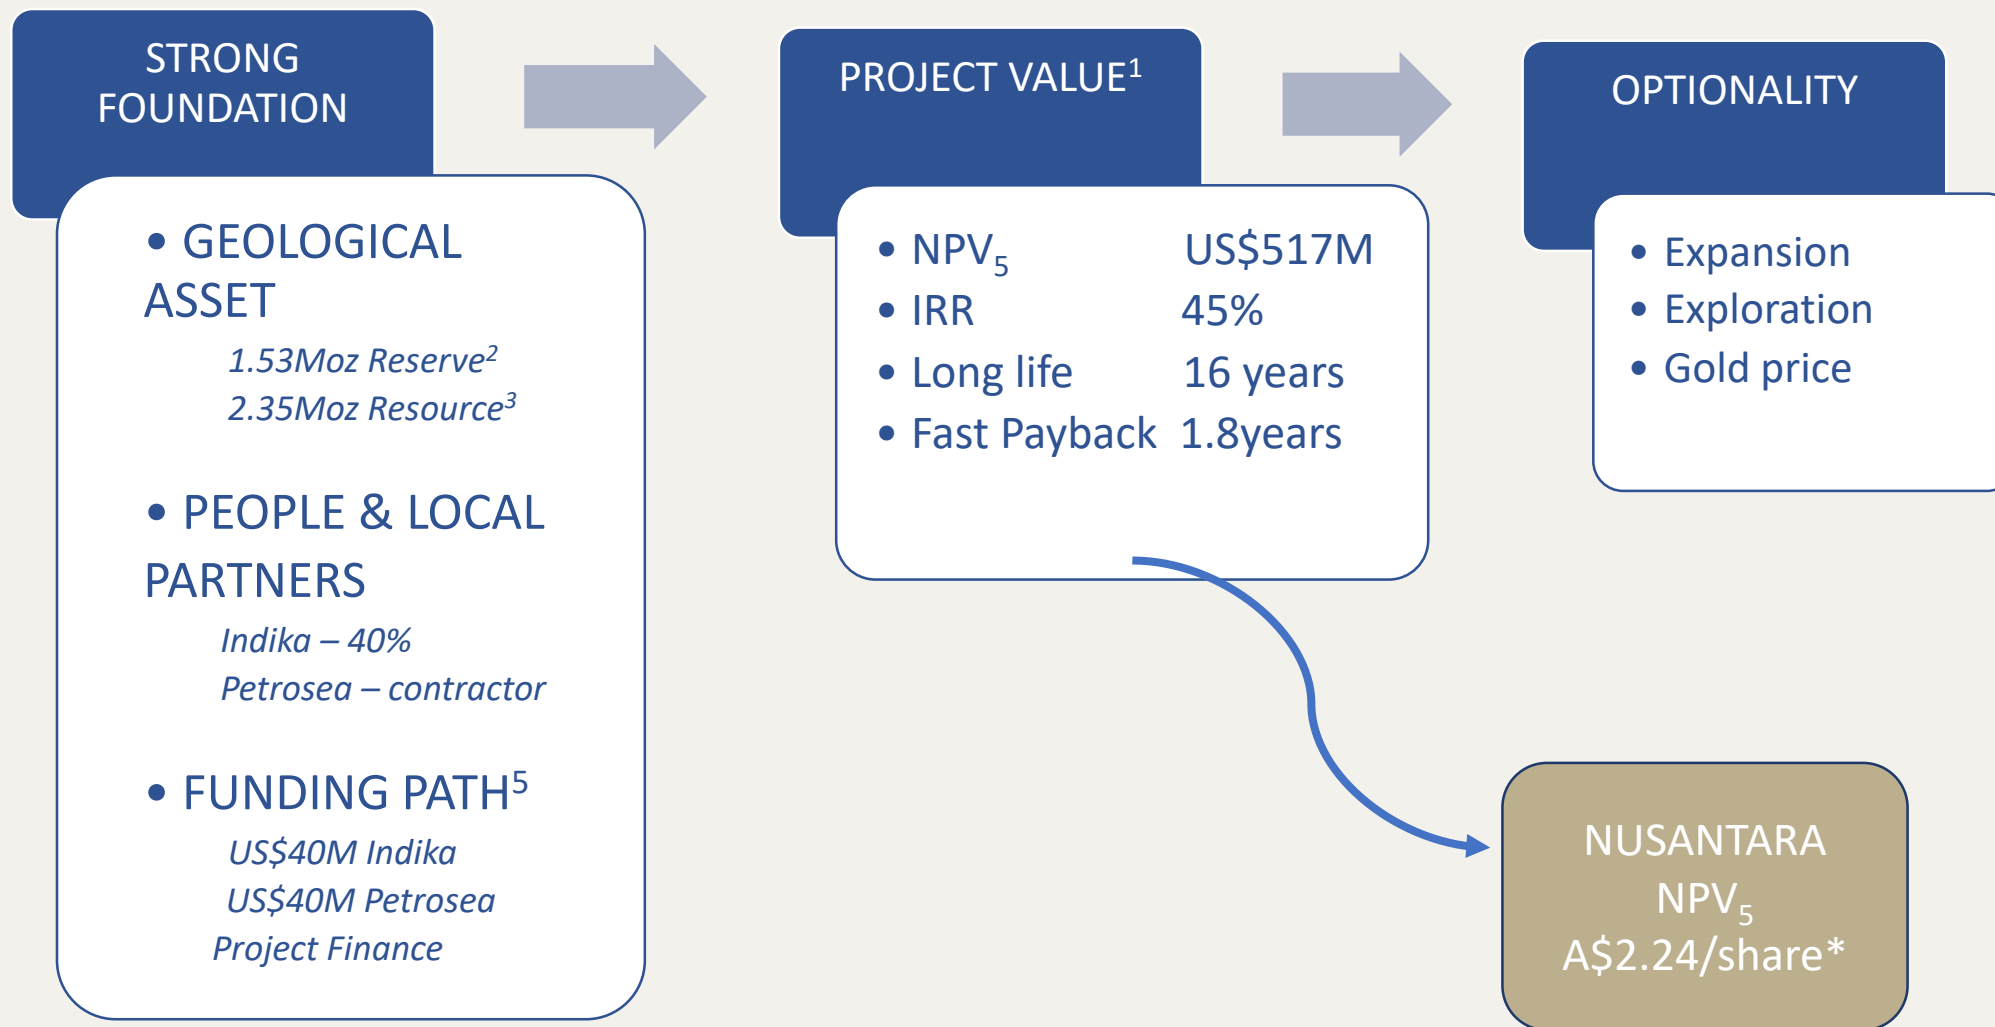 STRONG
FOUNDATION
• GEOLOGICAL
ASSET
1.53Moz Reserve²
2.35Moz Resource³
• PEOPLE & LOCAL
PARTNERS
Indika – 40%
Petrosea – contractor
• FUNDING PATH⁵
US$40M Indika
US$40M Petrosea
Project Finance
PROJECT VALUE¹
• NPV₅ US$517M
• IRR 45%
• Long life 16 years
• Fast Payback 1.8years
OPTIONALITY
• Expansion
• Exploration
• Gold price
NUSANTARA
NPV₅
A$2.24/share*